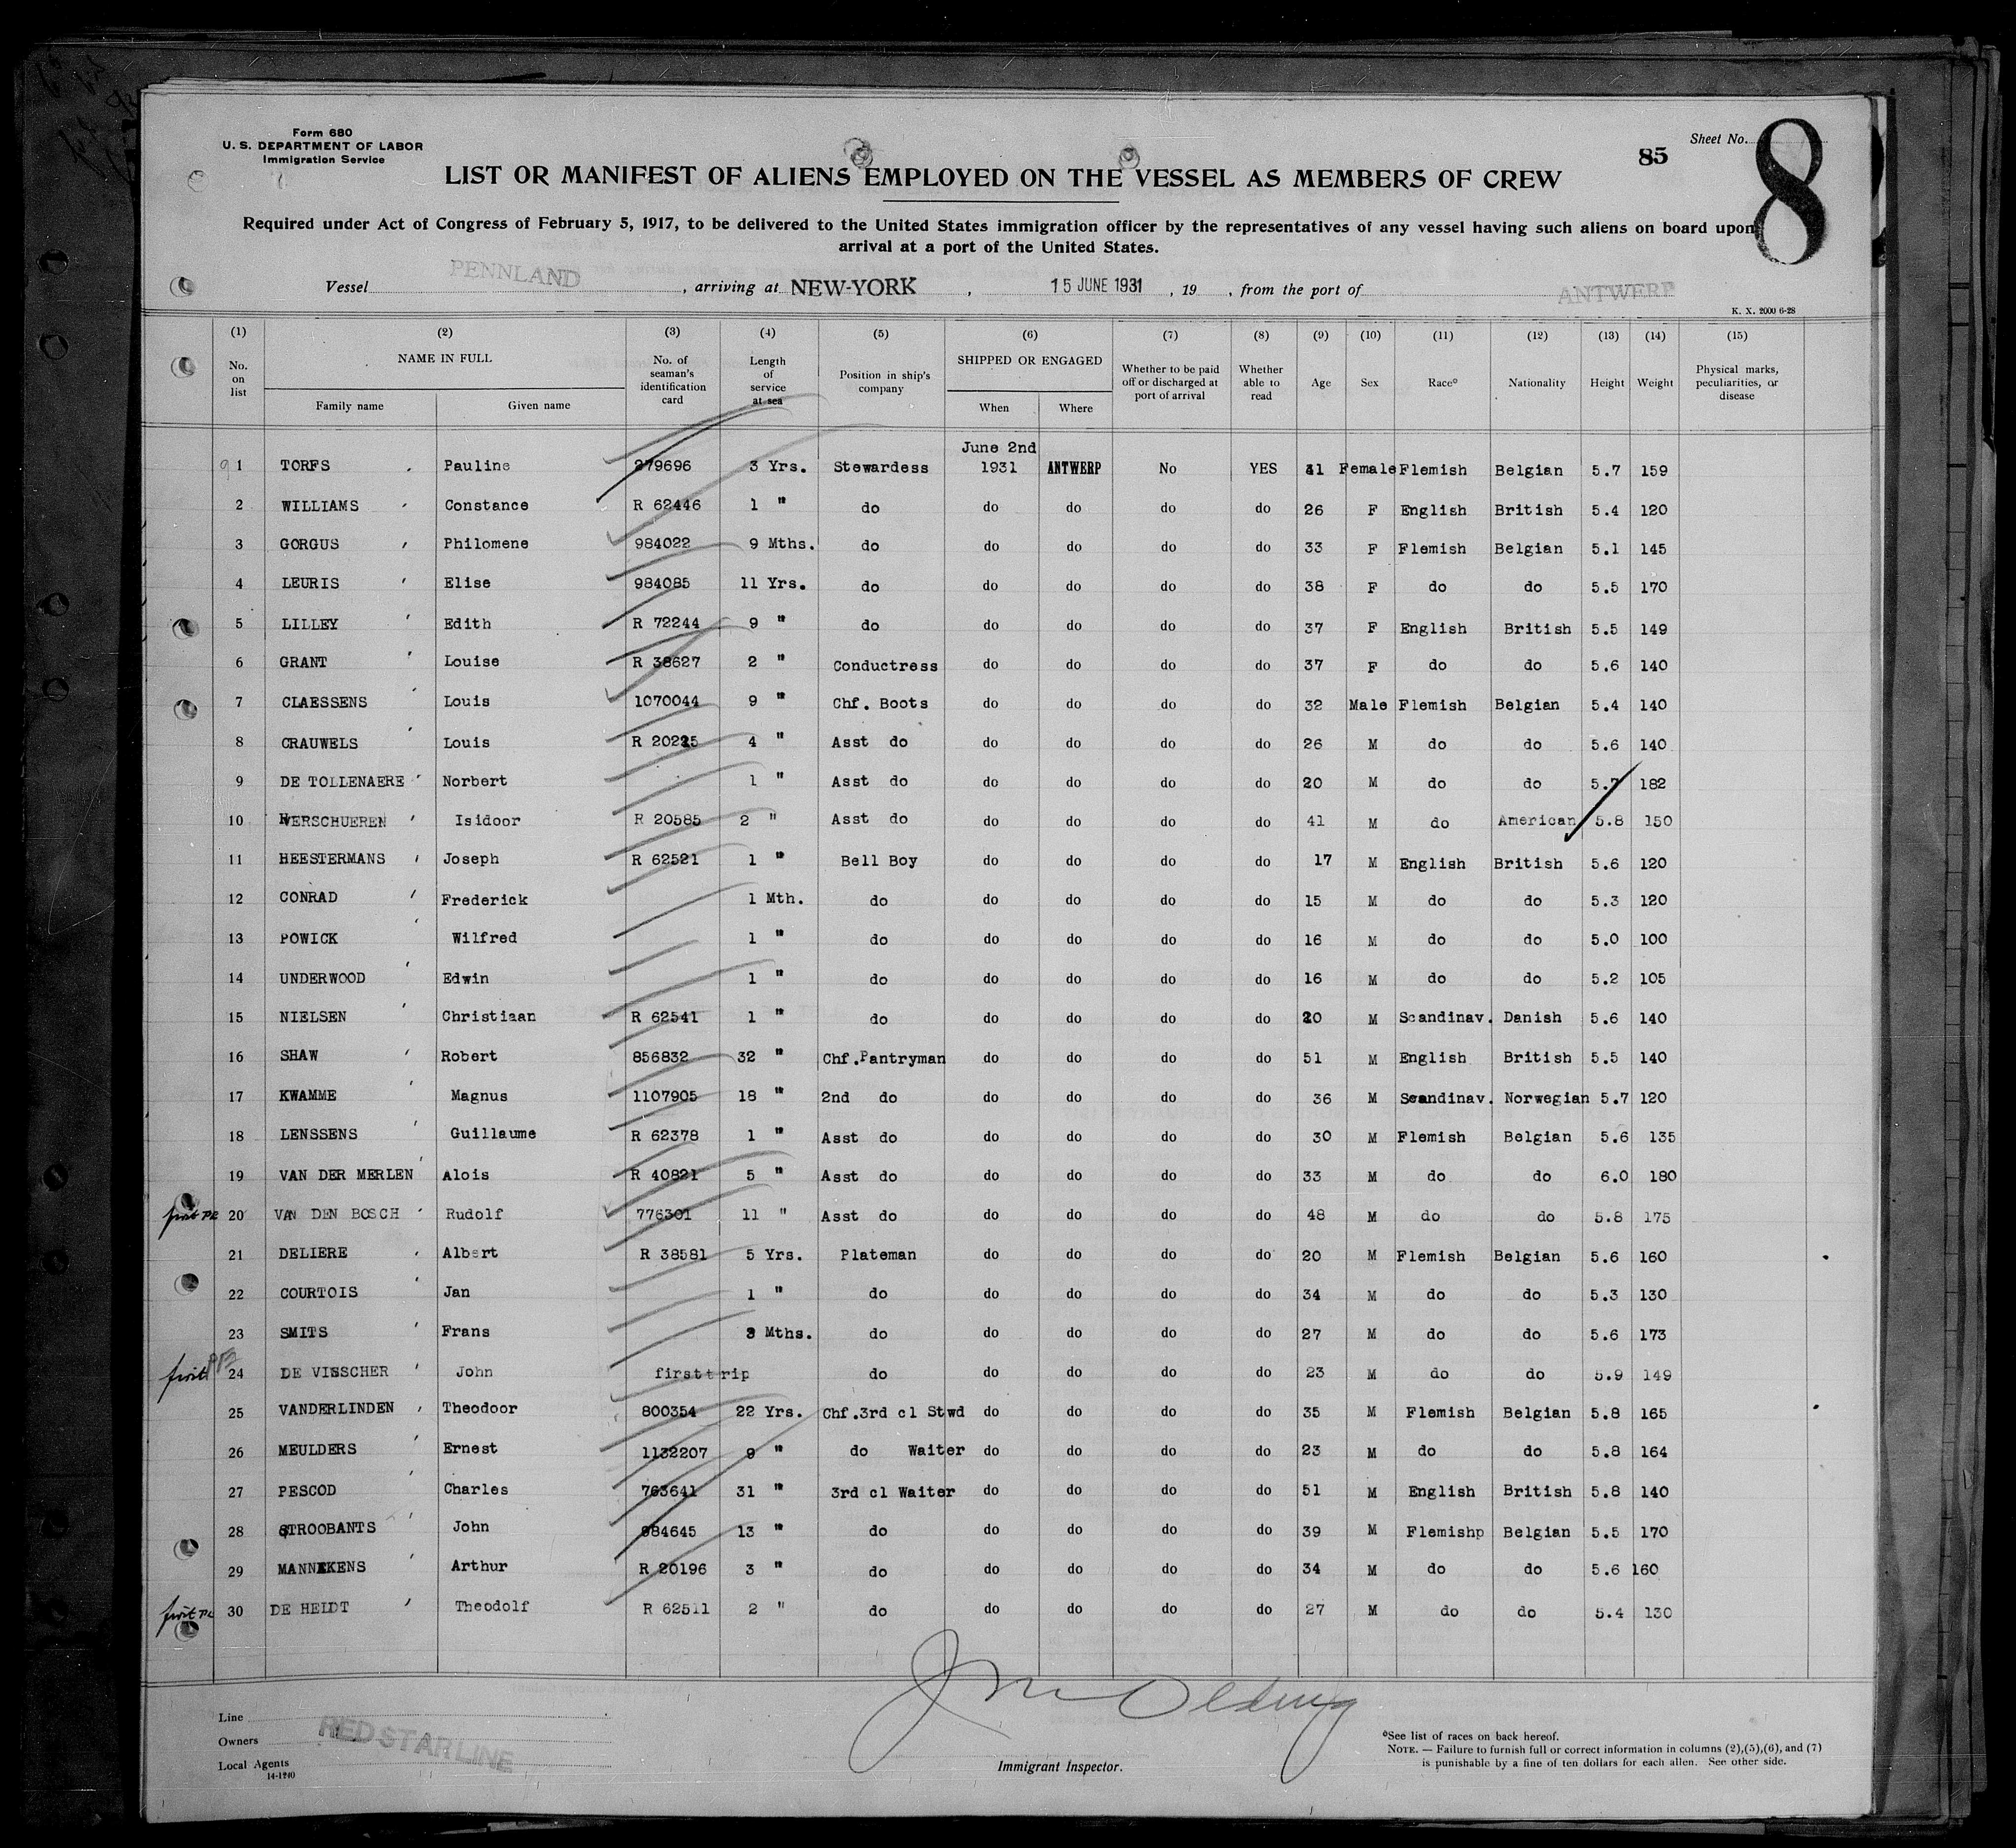 Form 680
U. S. DEPARTMENT OF LABOR
Immigration Service
85
Sheet No. 8
LIST OR MANIFEST OF ALIENS EMPLOYED ON THE VESSEL AS MEMBERS OF CREW
Required under Act of Congress of February 5, 1917, to be delivered to the United States immigration officer by the representatives of any vessel having such aliens on board upon
arrival at a port of the United States.
Vessel PENNLAND , arriving at NEW-YORK , 15 JUNE 1931 , 19 , from the port of ANTWERP
K. X. 2000 6-28
(1) (2) (3) (4) (5) (6) (7) (8) (9) (10) (11) (12) (13) (14) (15)
No. on list NAME IN FULL Family name Given name No. of seaman's identification card Length of service at sea Position in ship's company SHIPPED OR ENGAGED When Where Whether to be paid off or discharged at port of arrival Whether able to read Age Sex Race* Nationality Height Weight Physical marks, peculiarities, or disease
June 2nd
1 TORFS Pauline 279696 3 Yrs. Stewardess 1931 ANTWERP No YES 41 Female Flemish Belgian 5.7 159
2 WILLIAMS Constance R 62446 1 " do do do do do 26 F English British 5.4 120
3 GORGUS Philomene 984022 9 Mths. do do do do do 33 F Flemish Belgian 5.1 145
4 LEURIS Elise 984085 11 Yrs. do do do do do 38 F do do 5.5 170
5 LILLEY Edith R 72244 9 " do do do do do 37 F English British 5.5 149
6 GRANT Louise R 38627 2 " Conductress do do do do 37 F do do 5.6 140
7 CLAESSENS Louis 1070044 9 " Chf. Boots do do do do 32 Male Flemish Belgian 5.4 140
8 CRAUWELS Louis R 20225 4 " Asst do do do do do 26 M do do 5.6 140
9 DE TOLLENAERE Norbert 1 " Asst do do do do do 20 M do do 5.7 182
10 VERSCHUEREN Isidoor R 20585 2 " Asst do do do do do 41 M do American 5.8 150
11 HEESTERMANS Joseph R 62521 1 " Bell Boy do do do do 17 M English British 5.6 120
12 CONRAD Frederick 1 Mth. do do do do do 15 M do do 5.3 120
13 POWICK Wilfred 1 " do do do do do 16 M do do 5.0 100
14 UNDERWOOD Edwin 1 " do do do do do 16 M do do 5.2 105
15 NIELSEN Christiaan R 62541 1 " do do do do do 20 M Scandinav. Danish 5.6 140
16 SHAW Robert 856832 32 " Chf.Pantryman do do do do 51 M English British 5.5 140
17 KWAMME Magnus 1107905 18 " 2nd do do do do do 36 M Scandinav. Norwegian 5.7 120
18 LENSSENS Guillaume R 62378 1 " Asst do do do do do 30 M Flemish Belgian 5.6 135
19 VAN DER MERLEN Alois R 40821 5 " Asst do do do do do 33 M do do 6.0 180
first 20 VAN DEN BOSCH Rudolf 776301 11 " Asst do do do do do 48 M do do 5.8 175
21 DELIERE Albert R 38581 5 Yrs. Plateman do do do do 20 M Flemish Belgian 5.6 160
22 COURTOIS Jan 1 " do do do do do 34 M do do 5.3 130
23 SMITS Frans 3 Mths. do do do do do 27 M do do 5.6 173
first 24 DE VISSCHER John firsttrip do do do do do 23 M do do 5.9 149
25 VANDERLINDEN Theodoor 800354 22 Yrs. Chf.3rd cl Stwd do do do do 35 M Flemish Belgian 5.8 165
26 MEULDERS Ernest 1132207 9 " do Waiter do do do do 23 M do do 5.8 164
27 PESCOD Charles 763641 31 " 3rd cl Waiter do do do do 51 M English British 5.8 140
28 STROOBANTS John 984645 13 " do do do do do 39 M Flemishp Belgian 5.5 170
29 MANNEKENS Arthur R 20196 3 " do do do do do 34 M do do 5.6 160
first 30 DE HELDT Theodolf R 62511 2 " do do do do do 27 M do do 5.4 130
Line
Owners RED STAR LINE
Local Agents
14-1240
Immigrant Inspector.
*See list of races on back hereof.
NOTE. — Failure to furnish full or correct information in columns (2),(5),(6), and (7)
is punishable by a fine of ten dollars for each alien. See other side.